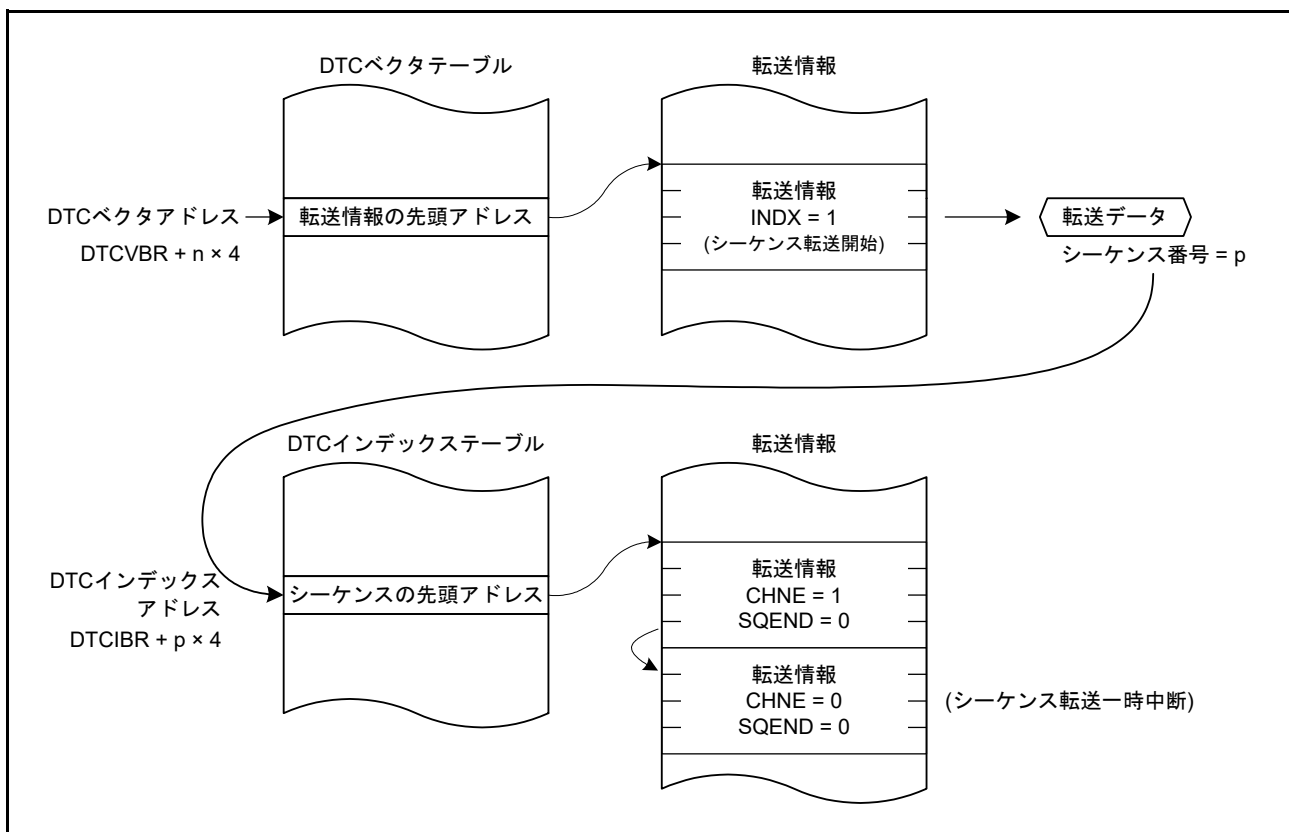 DTCベクタテーブル
転送情報
DTCベクタアドレス
DTCVBR + n × 4
転送情報の先頭アドレス
転送情報
INDX = 1
(シーケンス転送開始)
転送データ
シーケンス番号 = p
DTCインデックステーブル
転送情報
DTCインデックス
アドレス
DTCIBR + p × 4
シーケンスの先頭アドレス
転送情報
CHNE = 1
SQEND = 0
転送情報
CHNE = 0
SQEND = 0
(シーケンス転送一時中断)